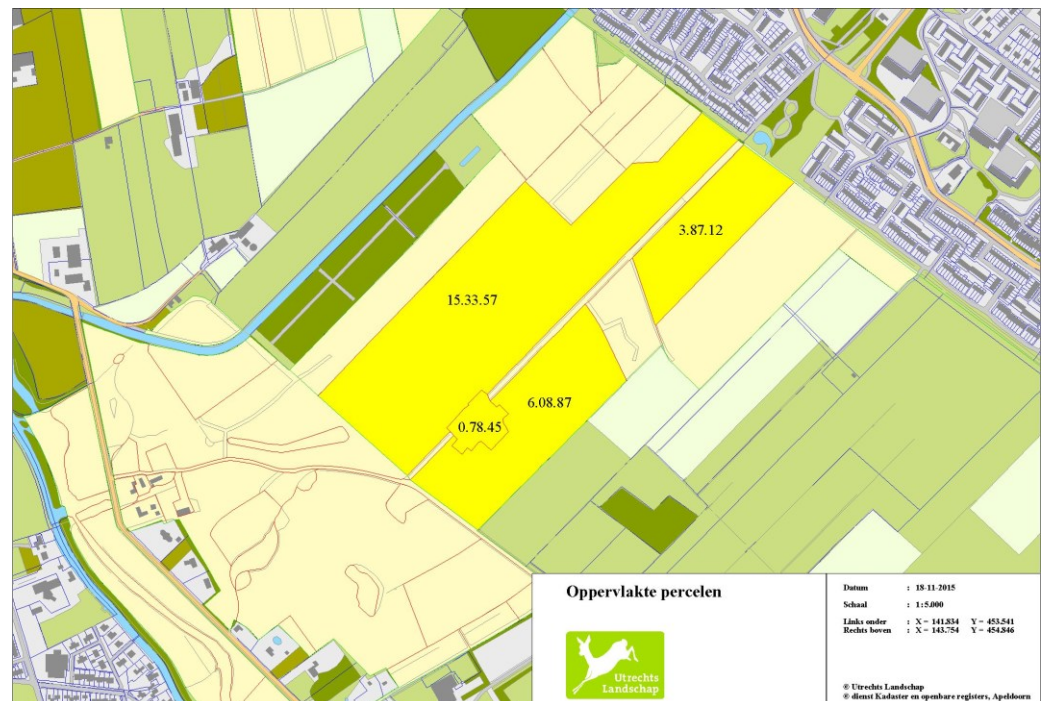 3.87.12
15.33.57
6.08.87
0.78.45
Oppervlakte percelen
Utrechts
Landschap
Datum : 18-11-2015
Schaal : 1:5.000
Links onder : X = 141.834 Y = 453.541
Rechts boven : X = 143.754 Y = 454.846
© Utrechts Landschap
© dienst Kadaster en openbare registers, Apeldoorn